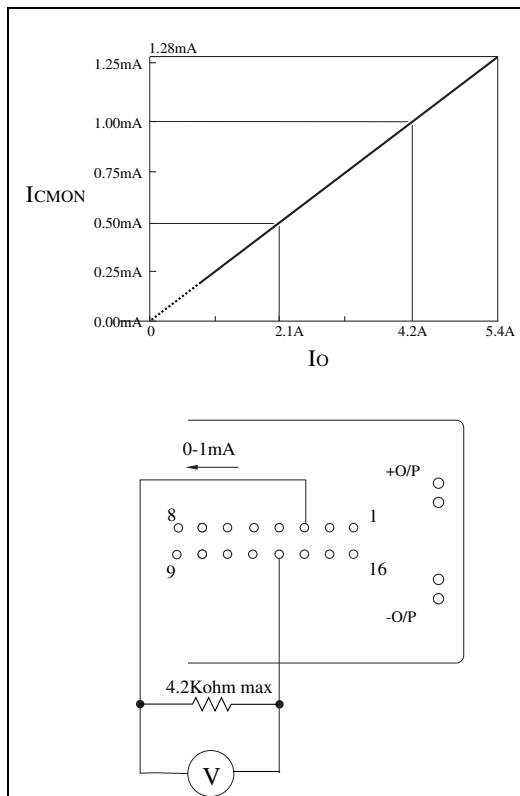 1.28mA
1.25mA
1.00mA
0.75mA
ICMON
0.50mA
0.25mA
0.00mA
0 2.1A 4.2A 5.4A
IO
0-1mA
+O/P
8 1
9 16
-O/P
4.2Kohm max
V